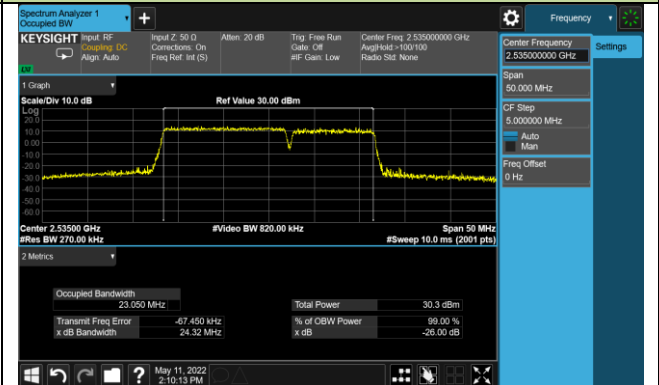 Spectrum Analyzer 1
Occupied BW
+
Frequency
KEYSIGHT
Input: RF
Coupling: DC
Align: Auto
Input Z: 50 Ω
Corrections: On
Freq Ref: Int (S)
Atten: 20 dB
Trig: Free Run
Gate: Off
#IF Gain: Low
Center Freq: 2.535000000 GHz
Avg|Hold:>100/100
Radio Std: None
Center Frequency
2.535000000 GHz
Settings
Span
50.000 MHz
CF Step
5.000000 MHz
Auto
Man
Freq Offset
0 Hz
1 Graph
Scale/Div 10.0 dB
Ref Value 30.00 dBm
Log
20.0
10.0
0.00
-10.0
-20.0
-30.0
-40.0
-50.0
-60.0
Center 2.53500 GHz
#Video BW 820.00 kHz
Span 50 MHz
#Res BW 270.00 kHz
#Sweep 10.0 ms (2001 pts)
2 Metrics
Occupied Bandwidth
23.050 MHz
Total Power
30.3 dBm
Transmit Freq Error
-67.450 kHz
% of OBW Power
99.00 %
x dB Bandwidth
24.32 MHz
x dB
-26.00 dB
?
May 11, 2022
2:10:13 PM